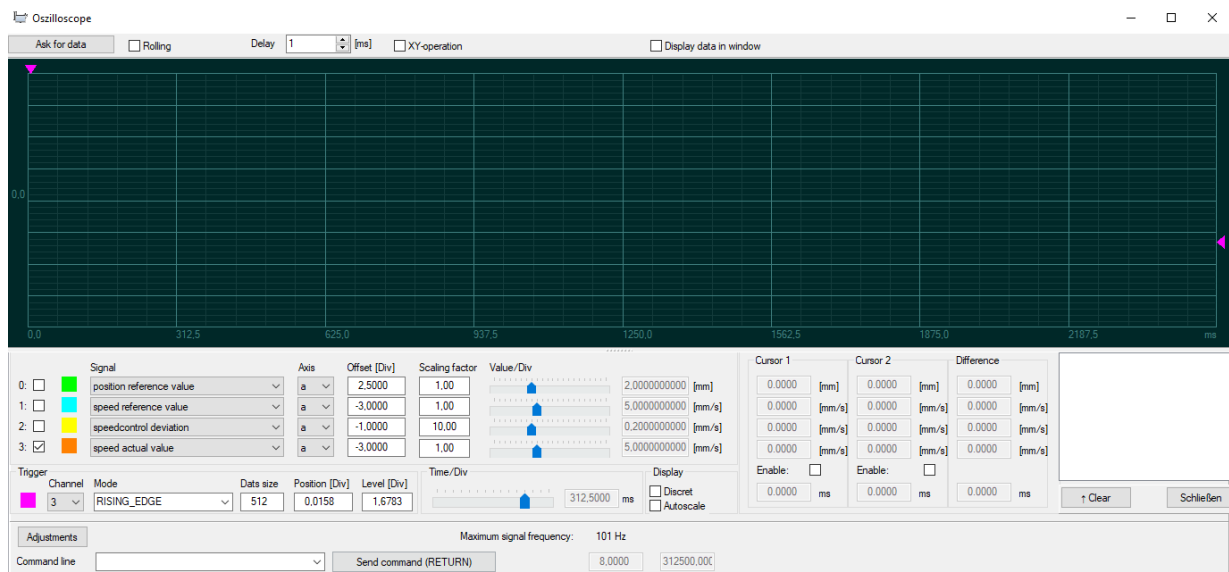 Oszilloscope
Ask for data Rolling Delay 1 [ms] XY-operation Display data in window
0,0
0,0 312,5 625,0 937,5 1250,0 1562,5 1875,0 2187,5 ms
Signal Axis Offset [Div] Scaling factor Value/Div Cursor 1 Cursor 2 Difference
0: position reference value a 2,5000 1,00 2,0000000000 [mm] 0.0000 [mm] 0.0000 [mm] 0.0000 [mm]
1: speed reference value a -3,0000 1,00 5,0000000000 [mm/s] 0.0000 [mm/s] 0.0000 [mm/s] 0.0000 [mm/s]
2: speedcontrol deviation a -1,0000 10,00 0,2000000000 [mm/s] 0.0000 [mm/s] 0.0000 [mm/s] 0.0000 [mm/s]
3: speed actual value a -3,0000 1,00 5,0000000000 [mm/s] 0.0000 [mm/s] 0.0000 [mm/s] 0.0000 [mm/s]
Trigger Time/Div Display Enable: Enable:
Channel Mode Data size Position [Div] Level [Div] Discret
3 RISING_EDGE 512 0,0158 1,6783 312,5000 ms Autoscale 0.0000 ms 0.0000 ms 0.0000 ms ↑ Clear Schließen
Adjustments Maximum signal frequency: 101 Hz
Command line Send command (RETURN) 8,0000 312500,00(